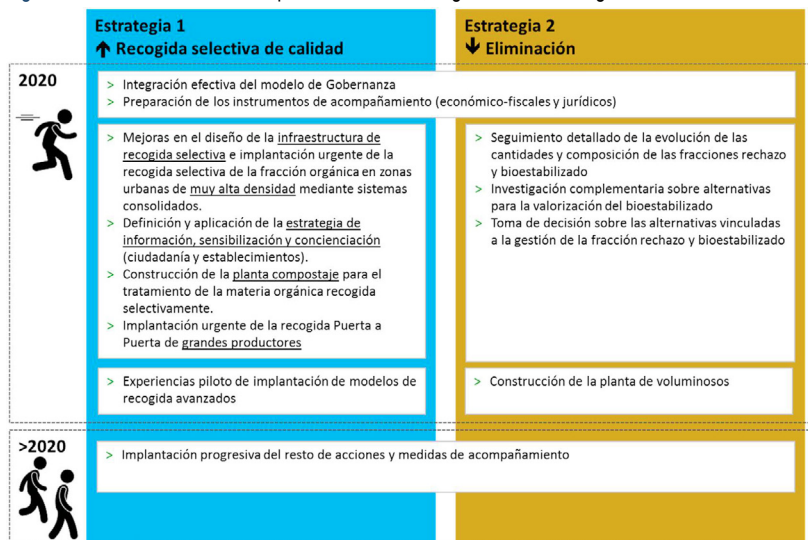 Estrategia 1
↑ Recogida selectiva de calidad
Estrategia 2
↓ Eliminación
2020
> Integración efectiva del modelo de Gobernanza
> Preparación de los instrumentos de acompañamiento (económico-fiscales y jurídicos)
> Mejoras en el diseño de la infraestructura de
recogida selectiva e implantación urgente de la
recogida selectiva de la fracción orgánica en zonas
urbanas de muy alta densidad mediante sistemas
consolidados.
> Definición y aplicación de la estrategia de
información, sensibilización y concienciación
(ciudadanía y establecimientos).
> Construcción de la planta compostaje para el
tratamiento de la materia orgánica recogida
selectivamente.
> Implantación urgente de la recogida Puerta a
Puerta de grandes productores
> Seguimiento detallado de la evolución de las
cantidades y composición de las fracciones rechazo
y bioestabilizado
> Investigación complementaria sobre alternativas
para la valorización del bioestabilizado
> Toma de decisión sobre las alternativas vinculadas
a la gestión de la fracción rechazo y bioestabilizado
> Experiencias piloto de implantación de modelos de
recogida avanzados
> Construcción de la planta de voluminosos
>2020
> Implantación progresiva del resto de acciones y medidas de acompañamiento